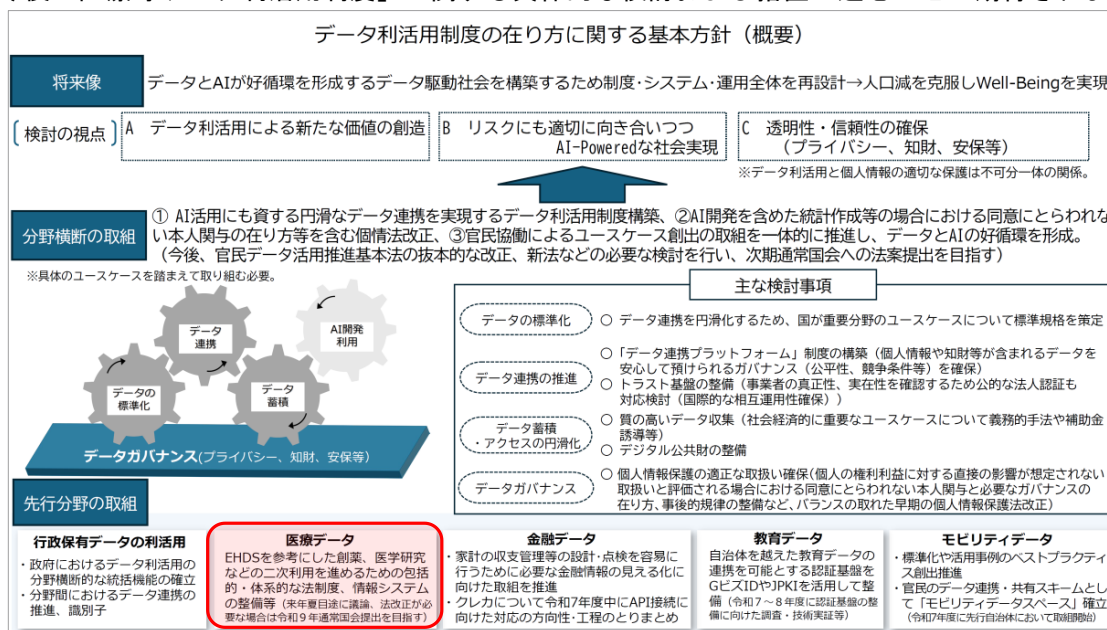 データ利活用制度の在り方に関する基本方針（概要）
将来像
データとAIが好循環を形成するデータ駆動社会を構築するため制度・システム・運用全体を再設計→人口減を克服しWell-Beingを実現
検討の視点
A データ利活用による新たな価値の創造
B リスクにも適切に向き合いつつ
AI-Poweredな社会実現
C 透明性・信頼性の確保
（プライバシー、知財、安保等）
※データ利活用と個人情報の適切な保護は不可分一体の関係。
分野横断の取組
① AI活用にも資する円滑なデータ連携を実現するデータ利活用制度構築、②AI開発を含めた統計作成等の場合における同意にとらわれな
い本人関与の在り方等を含む個情法改正、③官民協働によるユースケース創出の取組を一体的に推進し、データとAIの好循環を形成。
（今後、官民データ活用推進基本法の抜本的な改正、新法などの必要な検討を行い、次期通常国会への法案提出を目指す）
※具体のユースケースを踏まえて取り組む必要。
データ
連携
AI開発
利用
データの
標準化
データ
蓄積
データガバナンス(プライバシー、知財、安保等）
主な検討事項
データの標準化
○ データ連携を円滑化するため、国が重要分野のユースケースについて標準規格を策定
データ連携の推進
○ 「データ連携プラットフォーム」制度の構築（個人情報や知財等が含まれるデータを
安心して預けられるガバナンス（公平性、競争条件等）を確保）
○ トラスト基盤の整備（事業者の真正性、実在性を確認するため公的な法人認証も
対応検討（国際的な相互運用性確保））
データ蓄積
・アクセスの円滑化
○ 質の高いデータ収集（社会経済的に重要なユースケースについて義務的手法や補助金
誘導等）
○ デジタル公共財の整備
データガバナンス
○ 個人情報保護の適正な取扱い確保(個人の権利利益に対する直接の影響が想定されない
取扱いと評価される場合における同意にとらわれない本人関与と必要なガバナンスの
在り方、事後的規律の整備など、バランスの取れた早期の個人情報保護法改正）
先行分野の取組
行政保有データの利活用
・政府におけるデータ利活用の
分野横断的な統括機能の確立
・分野間におけるデータ連携の
推進、識別子
医療データ
EHDSを参考にした創薬、医学研究
などの二次利用を進めるための包括
的・体系的な法制度、情報システム
の整備等（来年夏目途に議論、法改正が必
要な場合は令和９年通常国会提出を目指す）
金融データ
・家計の収支管理等の設計・点検を容易に
行うために必要な金融情報の見える化に
向けた取組を推進
・クレカについて令和7年度中にAPI接続に
向けた対応の方向性・工程のとりまとめ
教育データ
自治体を越えた教育データの
連携を可能とする認証基盤を
GビズIDやJPKIを活用して整
備（令和７～８年度に認証基盤の整
備に向けた調査・技術実証等）
モビリティデータ
・標準化や活用事例のベストプラクティ
ス創出推進
・官民のデータ連携・共有スキームとし
て「モビリティデータスペース」確立
（令和7年度に先行自治体において取組開始）